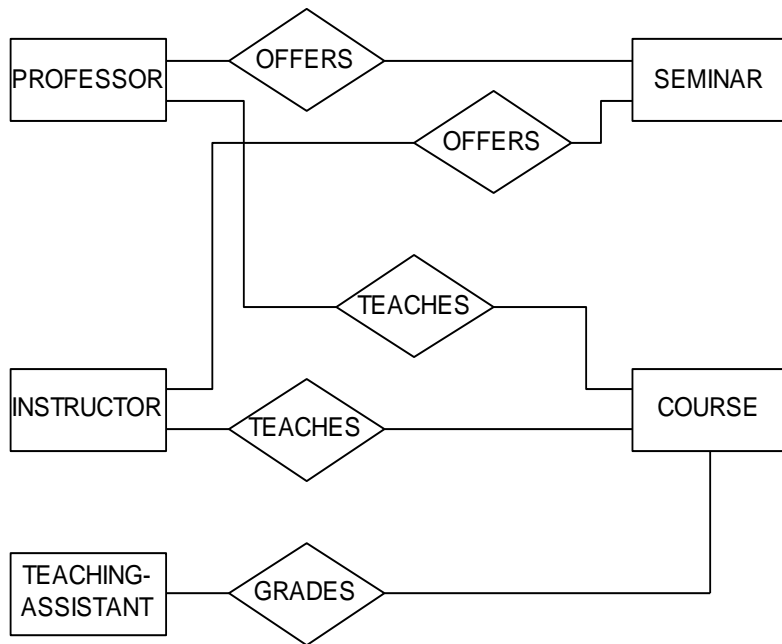 OFFERS
PROFESSOR
SEMINAR
OFFERS
TEACHES
INSTRUCTOR
TEACHES
COURSE
TEACHING-
ASSISTANT
GRADES